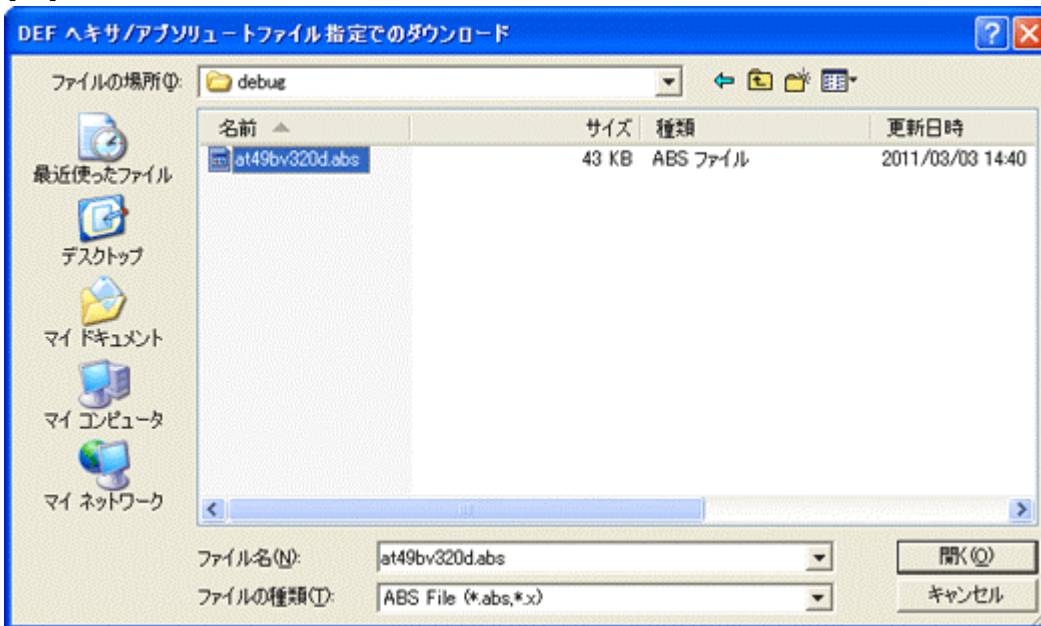 DEF ヘキサ/アブソリュートファイル指定でのダウンロード
ファイルの場所(I):
debug
名前
サイズ
種類
更新日時
at49bv320d.abs
43 KB
ABS ファイル
2011/03/03 14:40
最近使ったファイル
デスクトップ
マイ ドキュメント
マイ コンピュータ
マイ ネットワーク
ファイル名(N):
at49bv320d.abs
開く(O)
ファイルの種類(T):
ABS File (*.abs,*.x)
キャンセル